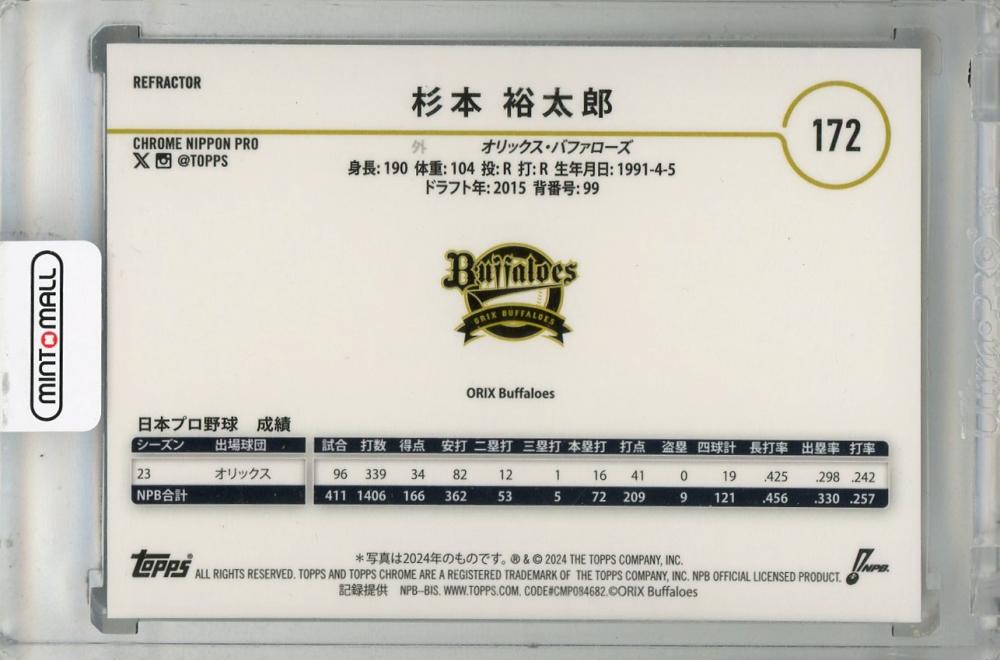 REFRACTOR
杉本 裕太郎
172
CHROME NIPPON PRO
@TOPPS
外 オリックス・バファローズ
身長: 190 体重: 104 投: R 打: R 生年月日: 1991-4-5
ドラフト年: 2015 背番号: 99
Buffaloes
ORIX BUFFALOES
ORIX Buffaloes
MINTMALL
日本プロ野球 成績
シーズン 出場球団 試合 打数 得点 安打 二塁打 三塁打 本塁打 打点 盗塁 四球計 長打率 出塁率 打率
23 オリックス 96 339 34 82 12 1 16 41 0 19 .425 .298 .242
NPB合計 411 1406 166 362 53 5 72 209 9 121 .456 .330 .257
topps
＊写真は2024年のものです。 ® & © 2024 THE TOPPS COMPANY, INC.
ALL RIGHTS RESERVED. TOPPS AND TOPPS CHROME ARE A REGISTERED TRADEMARK OF THE TOPPS COMPANY, INC. NPB OFFICIAL LICENSED PRODUCT.
記録提供 NPB-BIS. WWW.TOPPS.COM. CODE#CMP084682.©ORIX Buffaloes
NPB.